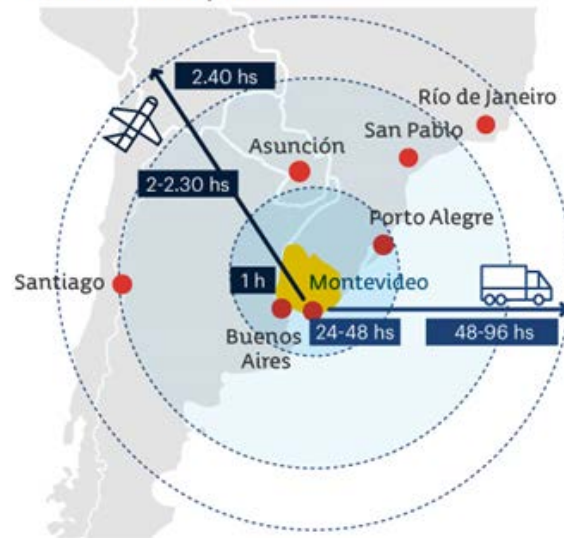 2.40 hs
Río de Janeiro
San Pablo
Asunción
2-2.30 hs
Porto Alegre
Santiago
1 h
Montevideo
Buenos
Aires
24-48 hs
48-96 hs